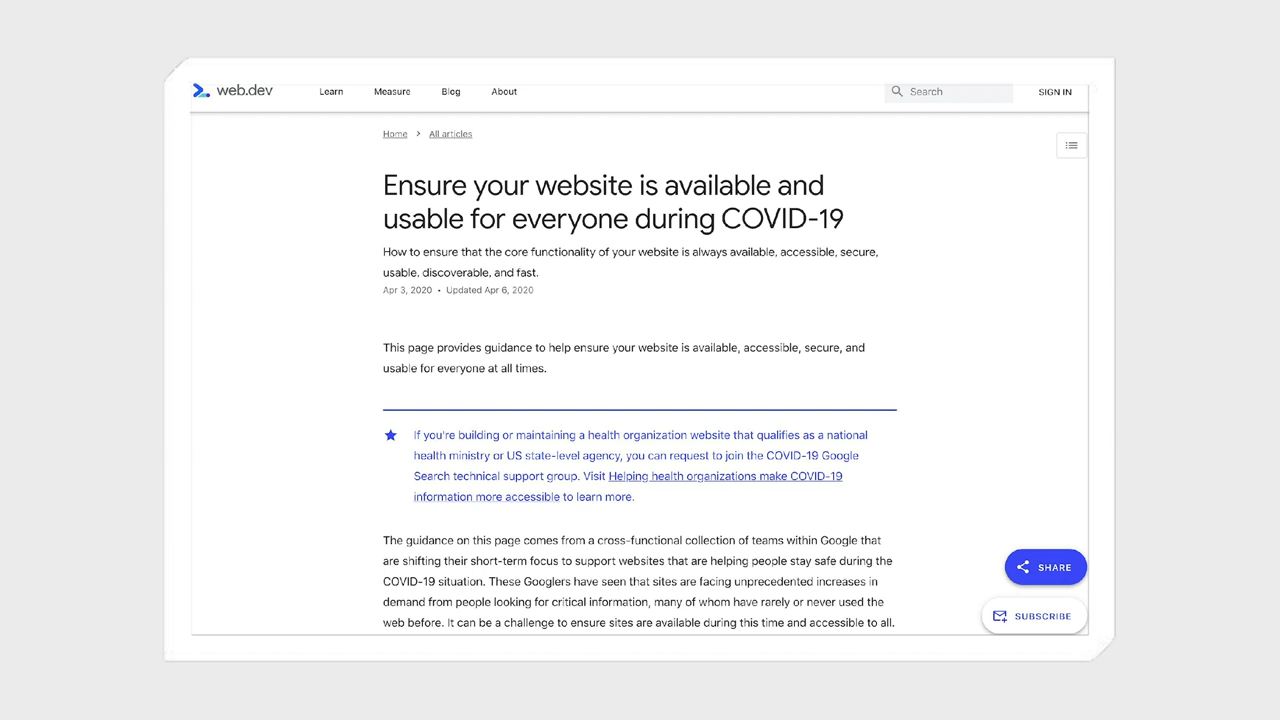 web.dev Learn Measure Blog About Search SIGN IN
Home > All articles
Ensure your website is available and
usable for everyone during COVID-19
How to ensure that the core functionality of your website is always available, accessible, secure,
usable, discoverable, and fast.
Apr 3, 2020 • Updated Apr 6, 2020
This page provides guidance to help ensure your website is available, accessible, secure, and
usable for everyone at all times.
If you're building or maintaining a health organization website that qualifies as a national
health ministry or US state-level agency, you can request to join the COVID-19 Google
Search technical support group. Visit Helping health organizations make COVID-19
information more accessible to learn more.
The guidance on this page comes from a cross-functional collection of teams within Google that
are shifting their short-term focus to support websites that are helping people stay safe during the
COVID-19 situation. These Googlers have seen that sites are facing unprecedented increases in
demand from people looking for critical information, many of whom have rarely or never used the
web before. It can be a challenge to ensure sites are available during this time and accessible to all.
SHARE
SUBSCRIBE